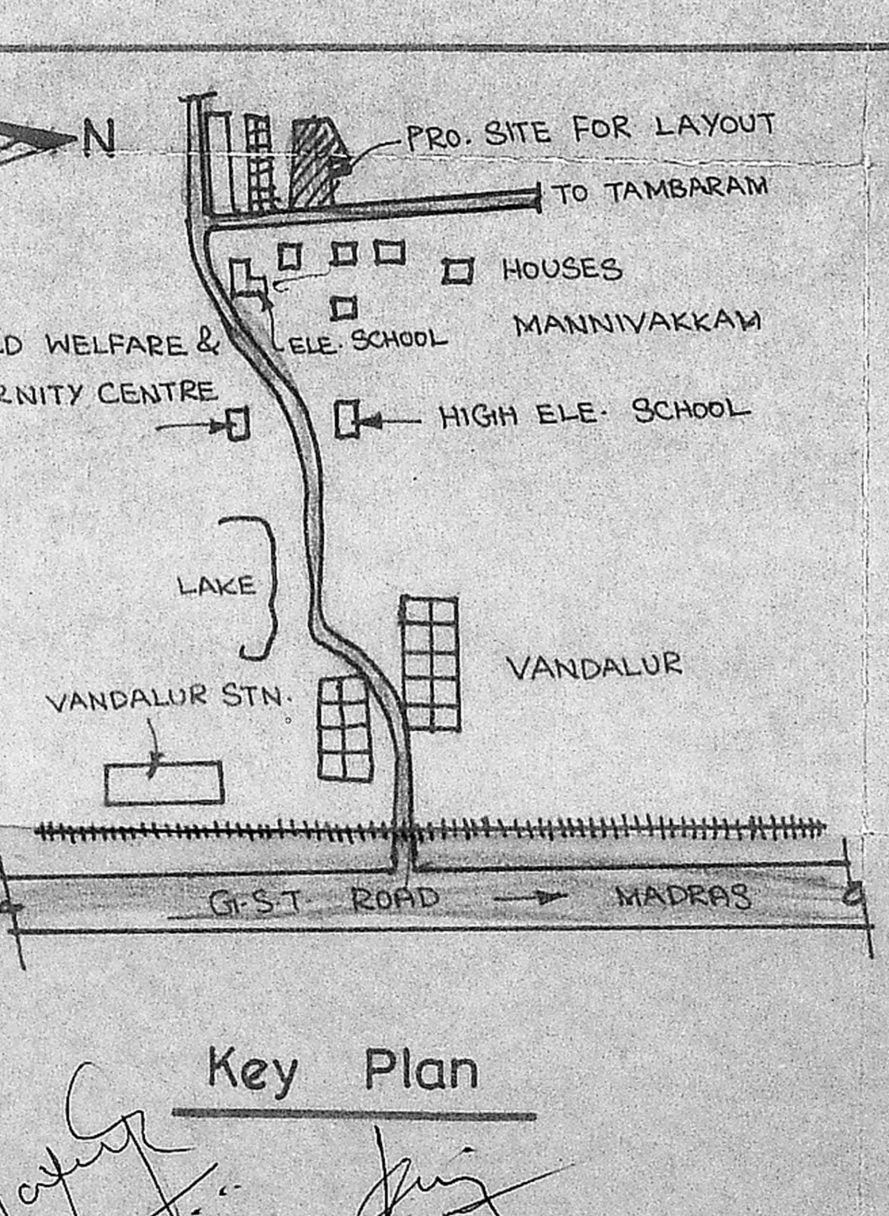 N
PRO. SITE FOR LAYOUT
TO TAMBARAM
HOUSES
MANNIVAKKAM
LD WELFARE &
RNITY CENTRE
ELE. SCHOOL
HIGH ELE. SCHOOL
LAKE
VANDALUR
VANDALUR STN.
G.S.T. ROAD → MADRAS
Key Plan